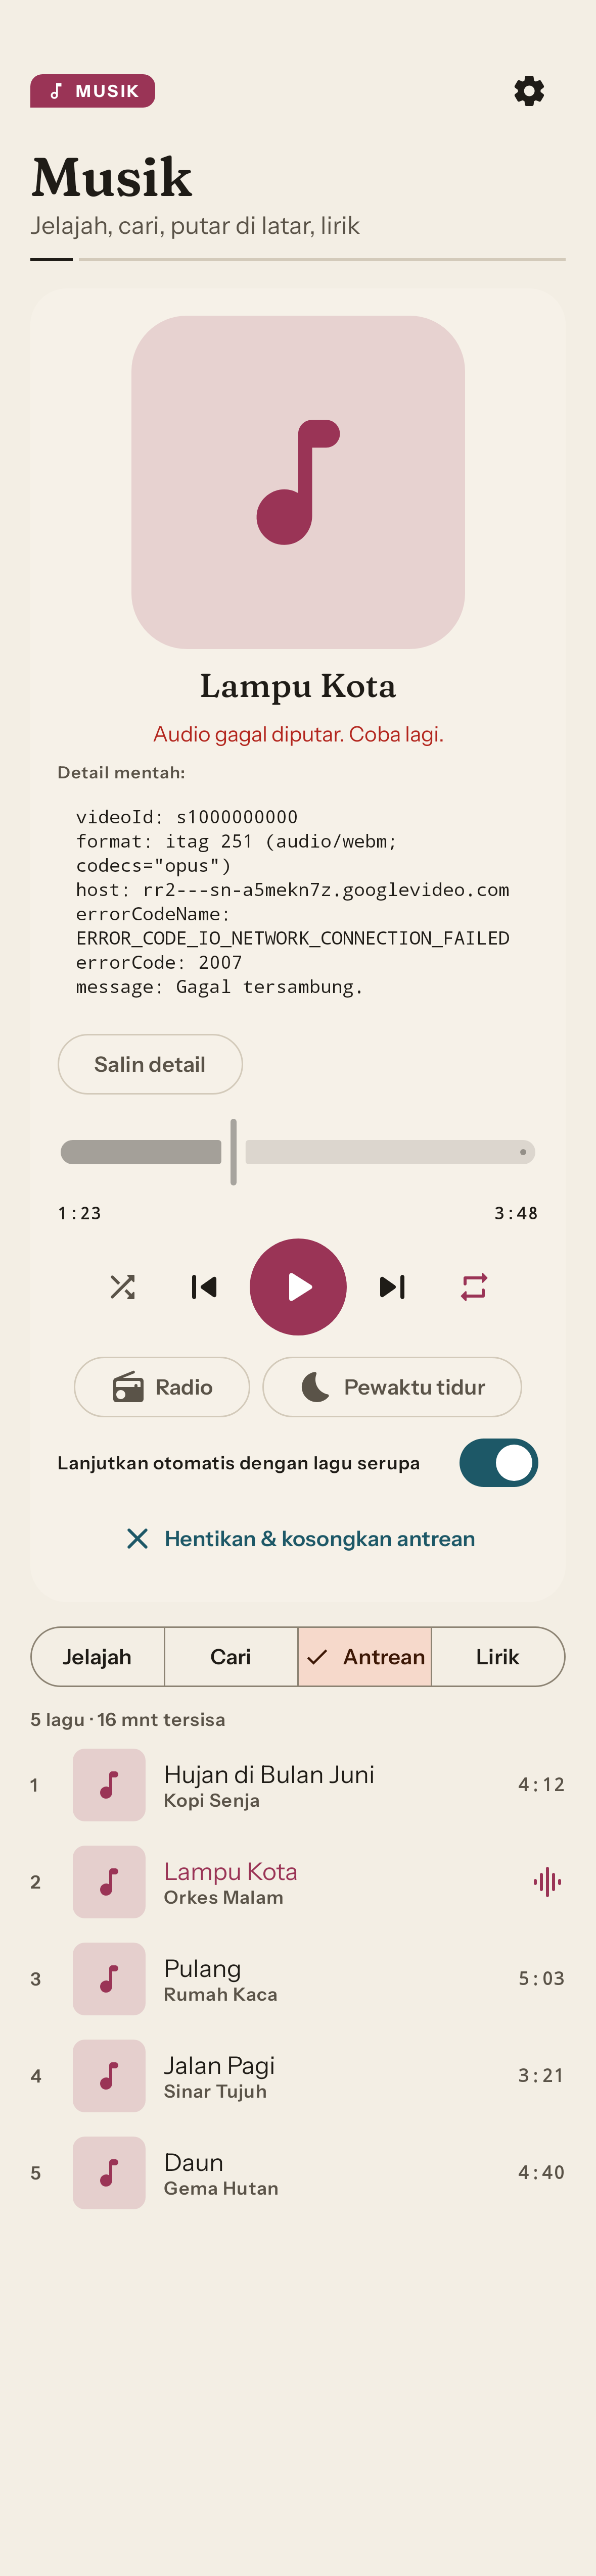 MUSIK
Musik
Jelajah, cari, putar di latar, lirik
Lampu Kota
Audio gagal diputar. Coba lagi.
Detail mentah:
videoId: s1000000000
format: itag 251 (audio/webm;
codecs="opus")
host: rr2---sn-a5mekn7z.googlevideo.com
errorCodeName:
ERROR_CODE_IO_NETWORK_CONNECTION_FAILED
errorCode: 2007
message: Gagal tersambung.
Salin detail
1:23 3:48
Radio Pewaktu tidur
Lanjutkan otomatis dengan lagu serupa
Hentikan & kosongkan antrean
Jelajah Cari Antrean Lirik
5 lagu · 16 mnt tersisa
1 Hujan di Bulan Juni 4:12
Kopi Senja
2 Lampu Kota
Orkes Malam
3 Pulang 5:03
Rumah Kaca
4 Jalan Pagi 3:21
Sinar Tujuh
5 Daun 4:40
Gema Hutan